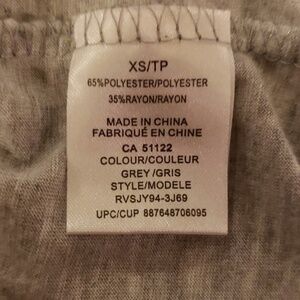 XS/TP
65%POLYESTER/POLYESTER
35%RAYON/RAYON
MADE IN CHINA
FABRIQUÉ EN CHINE
CA 51122
COLOUR/COULEUR
GREY/GRIS
STYLE/MODELE
RVSJY94-3J69
UPC/CUP 887648706095